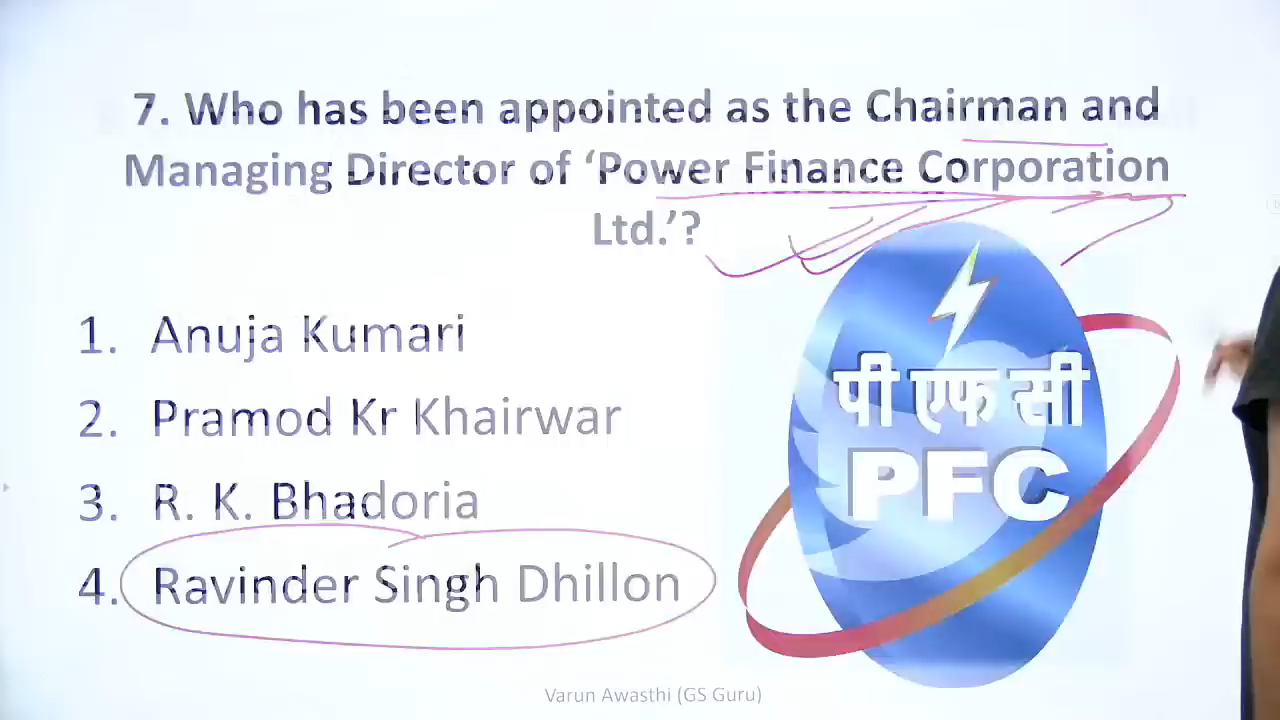 7. Who has been appointed as the Chairman and
Managing Director of ‘Power Finance Corporation
Ltd.’?
1. Anuja Kumari
2. Pramod Kr Khairwar
3. R. K. Bhadoria
4. Ravinder Singh Dhillon
पी एफ सी
PFC
Varun Awasthi (GS Guru)